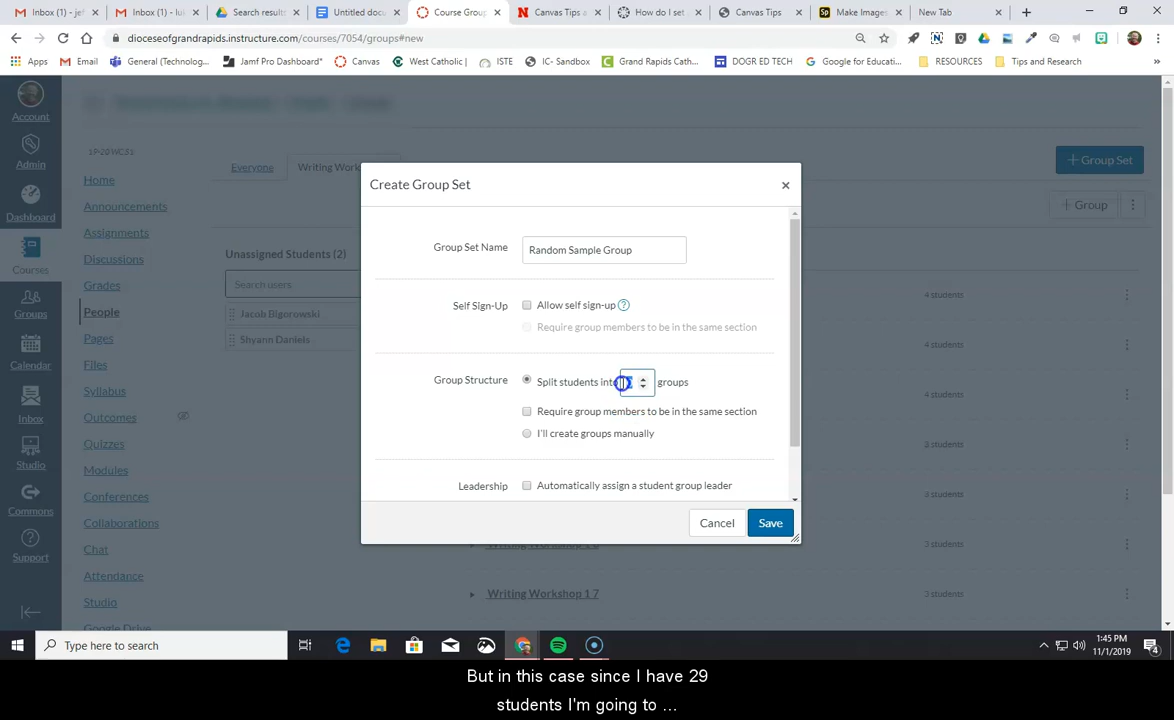 Inbox (1) - jef
Inbox (1) - luk
Search results
Untitled docu
Course Group
Canvas Tips a
How do I set
Canvas Tips
Make Images
New Tab
dioceseofgrandrapids.instructure.com/courses/7054/groups#new
Apps
Email
General (Technolog...
Jamf Pro Dashboard*
Canvas
West Catholic |
ISTE
IC- Sandbox
Grand Rapids Cath...
DOGR ED TECH
Google for Educati...
RESOURCES
Tips and Research
Account
Admin
Dashboard
Courses
Groups
Calendar
Inbox
Studio
Commons
Support
Home
Announcements
Assignments
Discussions
Grades
People
Pages
Files
Syllabus
Outcomes
Quizzes
Modules
Conferences
Collaborations
Chat
Attendance
Studio
Google Drive
Everyone
Writing Work
+ Group Set
+ Group
Unassigned Students (2)
Search users
Jacob Bigorowski
Shyann Daniels
4 students
4 students
4 students
3 students
3 students
3 students
Writing Workshop 1 7
3 students
Create Group Set
Group Set Name
Random Sample Group
Self Sign-Up
Allow self sign-up
Require group members to be in the same section
Group Structure
Split students into
groups
Require group members to be in the same section
I'll create groups manually
Leadership
Automatically assign a student group leader
Cancel
Save
Type here to search
1:45 PM
11/1/2019
4
But in this case since I have 29
students I'm going to ...